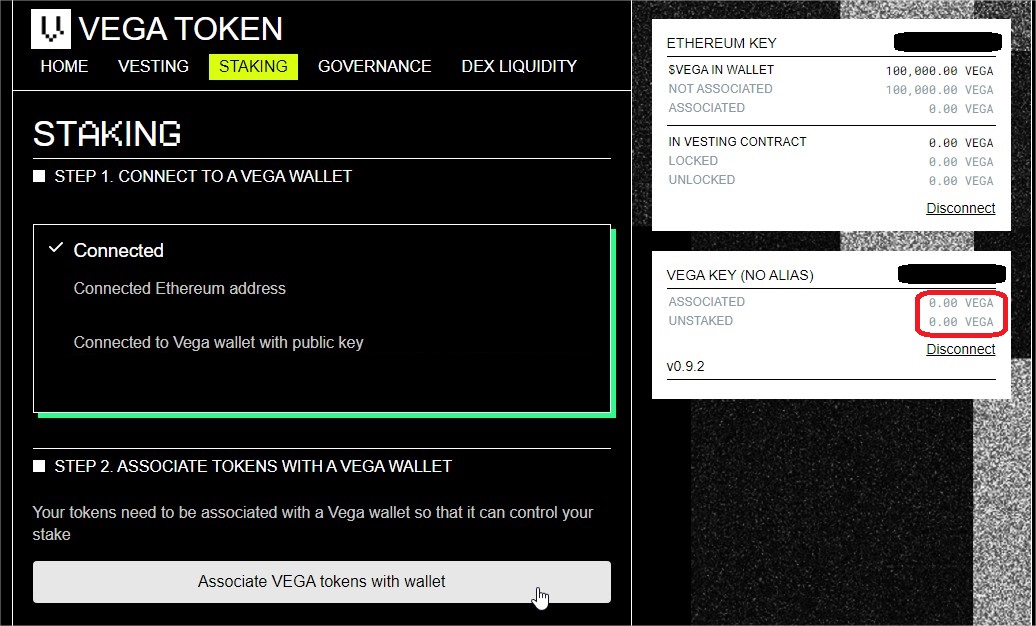 VEGA TOKEN
HOME VESTING STAKING GOVERNANCE DEX LIQUIDITY
STAKING
STEP 1. CONNECT TO A VEGA WALLET
Connected
Connected Ethereum address
Connected to Vega wallet with public key
STEP 2. ASSOCIATE TOKENS WITH A VEGA WALLET
Your tokens need to be associated with a Vega wallet so that it can control your
stake
Associate VEGA tokens with wallet
ETHEREUM KEY
$VEGA IN WALLET 100,000.00 VEGA
NOT ASSOCIATED 100,000.00 VEGA
ASSOCIATED 0.00 VEGA
IN VESTING CONTRACT 0.00 VEGA
LOCKED 0.00 VEGA
UNLOCKED 0.00 VEGA
Disconnect
VEGA KEY (NO ALIAS)
ASSOCIATED 0.00 VEGA
UNSTAKED 0.00 VEGA
Disconnect
v0.9.2